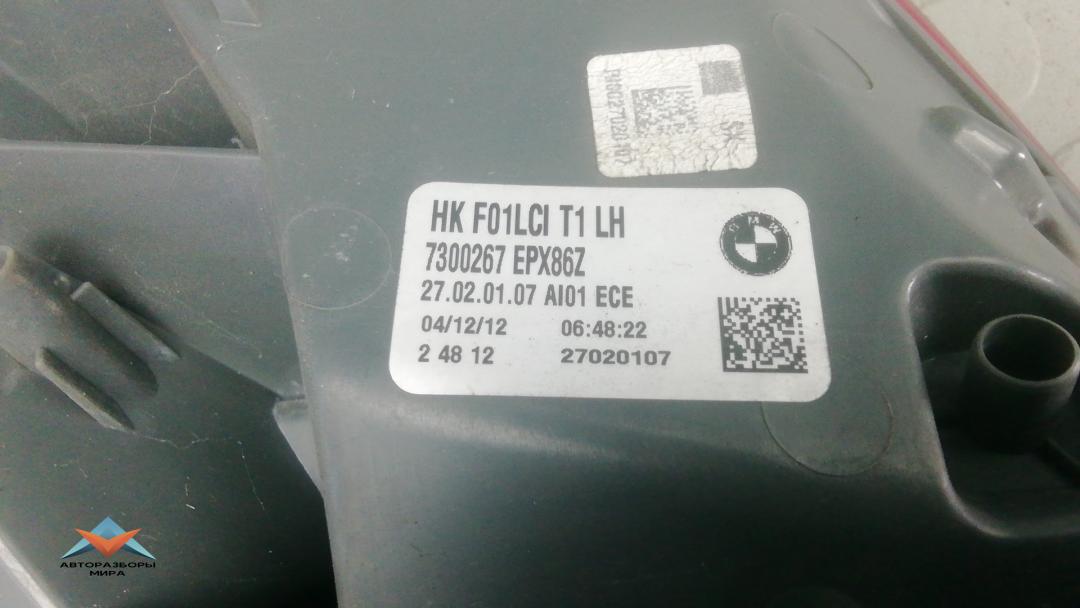 HK F01LCI T1 LH
7300267 EPX86Z
27.02.01.07 AI01 ECE
04/12/12 06:48:22
2 48 12 27020107
BMW
АВТОРАЗБОРЫ
МИРА